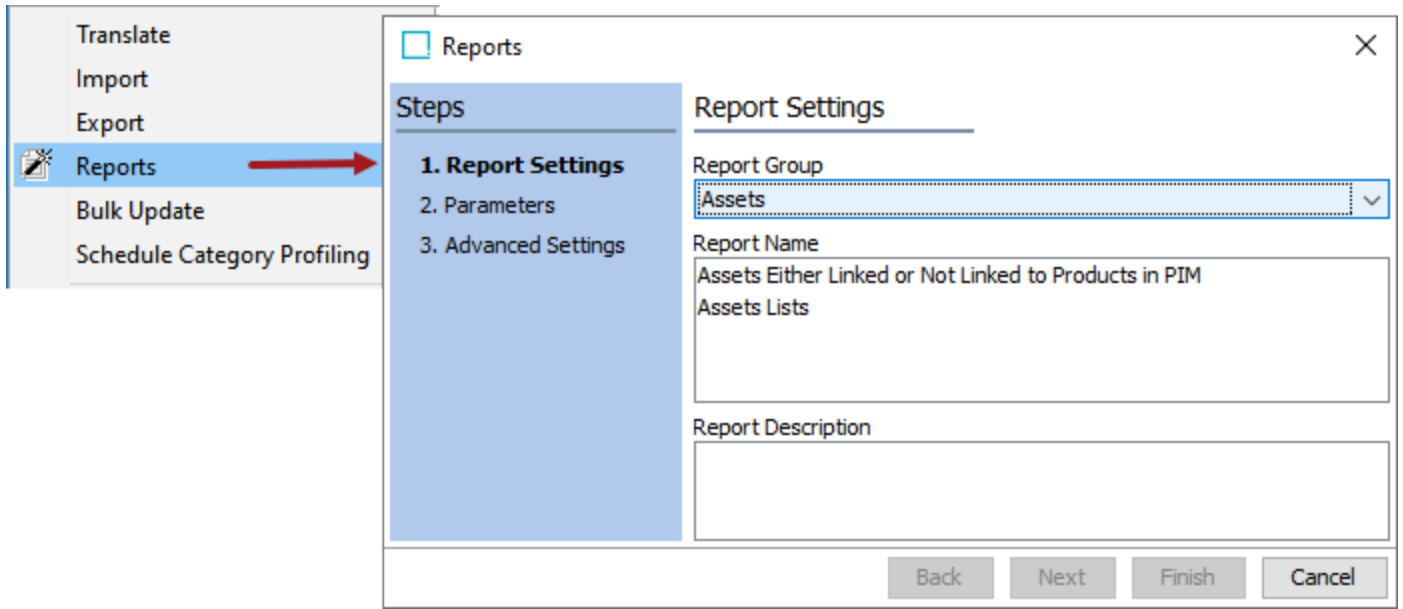 Translate
Import
Export
Reports
Bulk Update
Schedule Category Profiling
Reports
Steps
1. Report Settings
2. Parameters
3. Advanced Settings
Report Settings
Report Group
Assets
Report Name
Assets Either Linked or Not Linked to Products in PIM
Assets Lists
Report Description
Back Next Finish Cancel